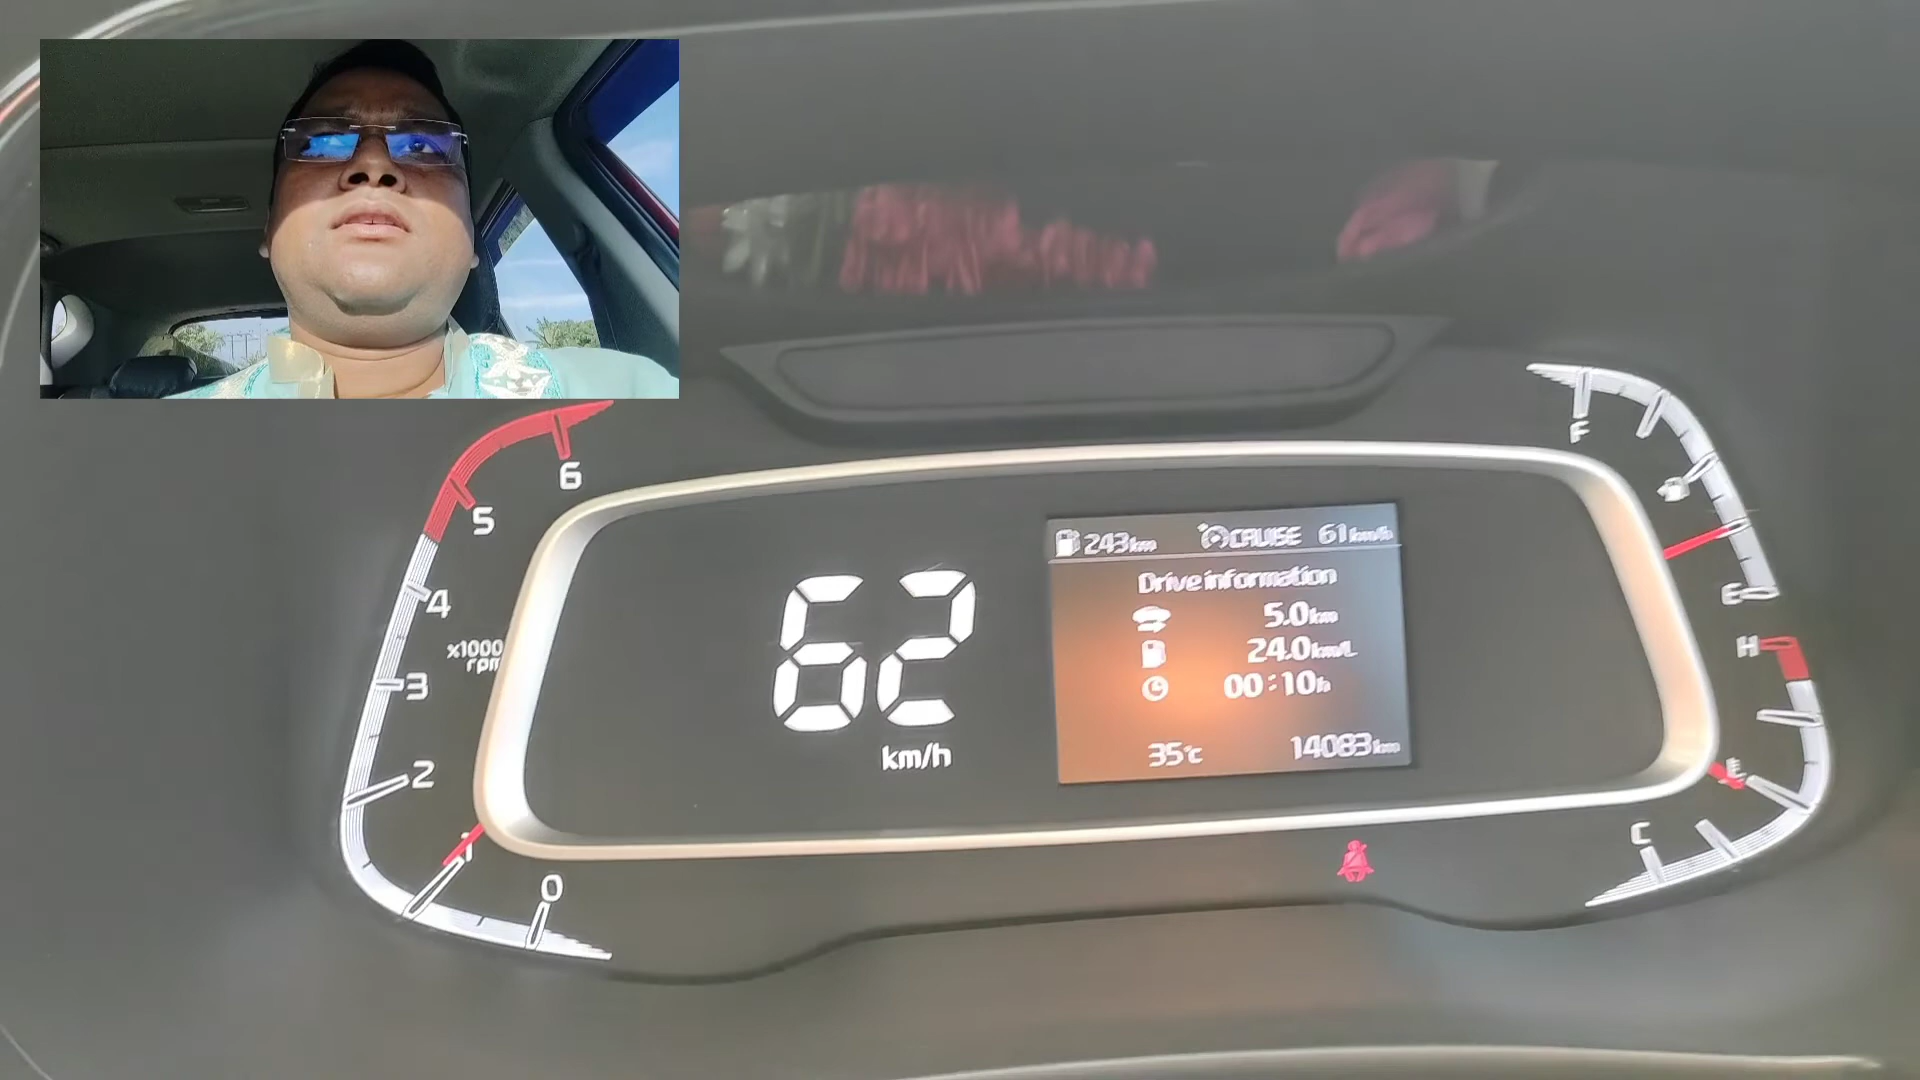 6
5
4
x1000
rpm
3
2
1
0
62
km/h
243km CRUISE 61km/h
Drive information
5.0km
24.0km/L
00:10h
35°C 14083km
F
E
H
C